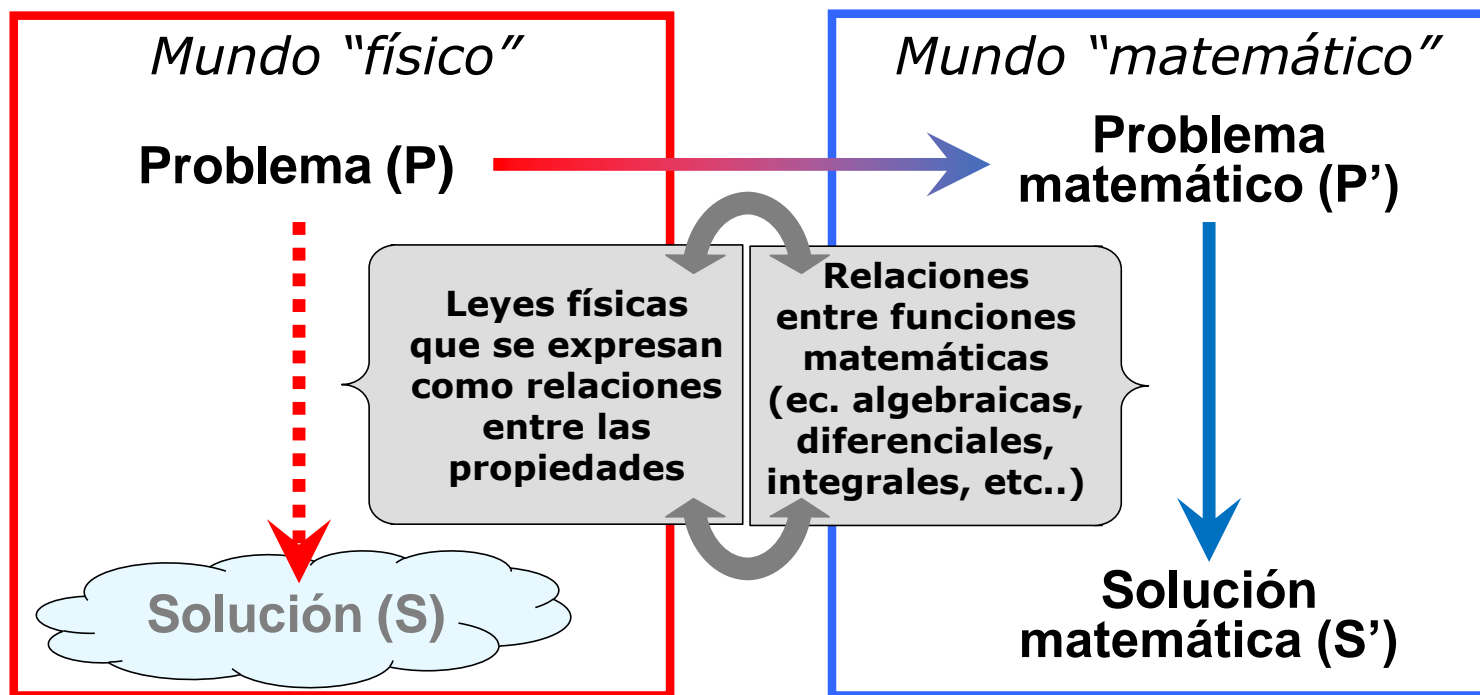 Mundo “físico”
Mundo “matemático”
Problema (P)
Problema
matemático (P’)
Leyes físicas
que se expresan
como relaciones
entre las
propiedades
Relaciones
entre funciones
matemáticas
(ec. algebraicas,
diferenciales,
integrales, etc..)
Solución (S)
Solución
matemática (S’)